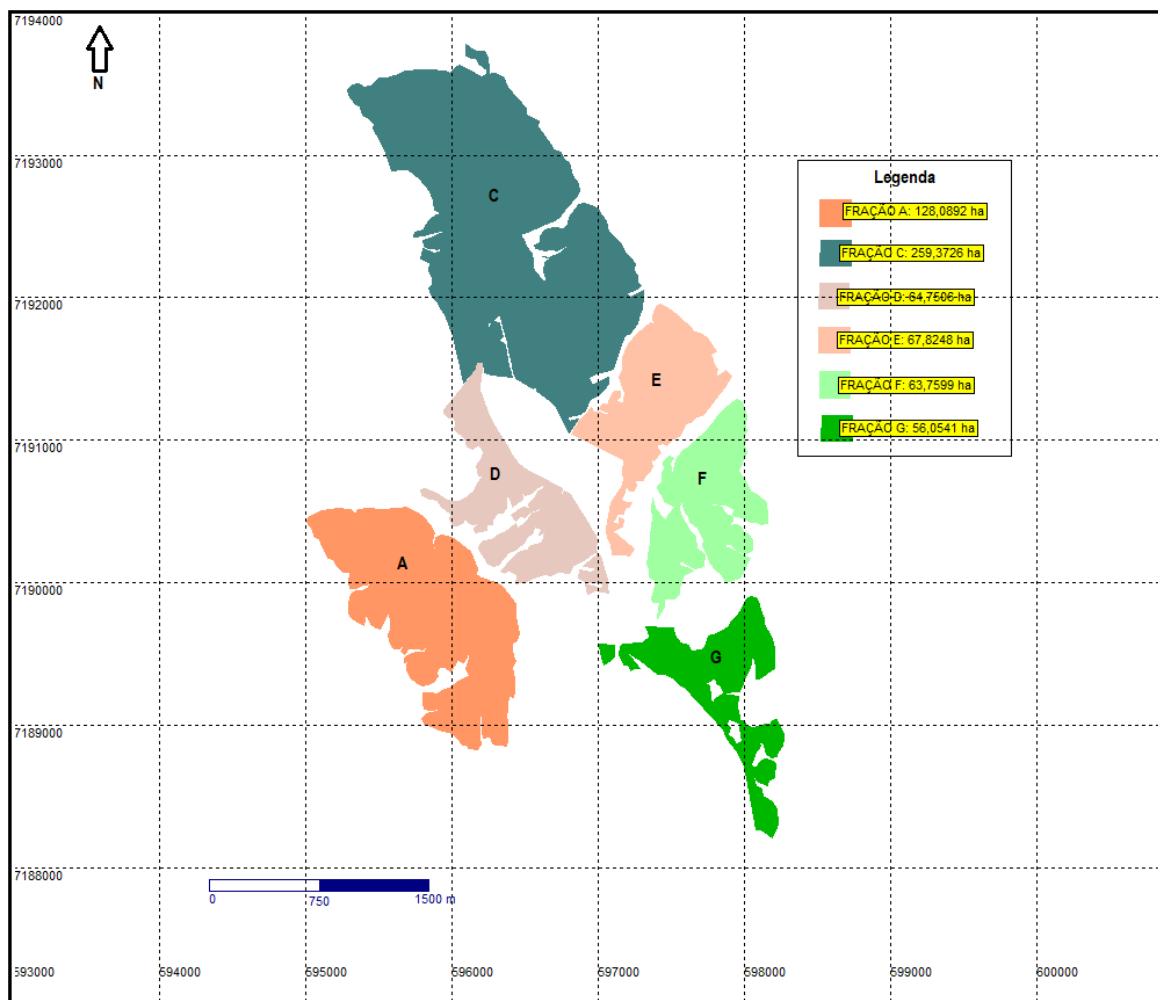 7194000
N
7193000
Legenda
FRAÇÃO A: 128,0892 ha
C
FRAÇÃO C: 259,3726 ha
7192000
FRAÇÃO D: 64,7506 ha
FRAÇÃO E: 67,8248 ha
E
FRAÇÃO F: 63,7599 ha
7191000
FRAÇÃO G: 56,0541 ha
D
F
A
7190000
G
7189000
7188000
0
750
1500 m
593000
594000
595000
596000
597000
598000
599000
600000